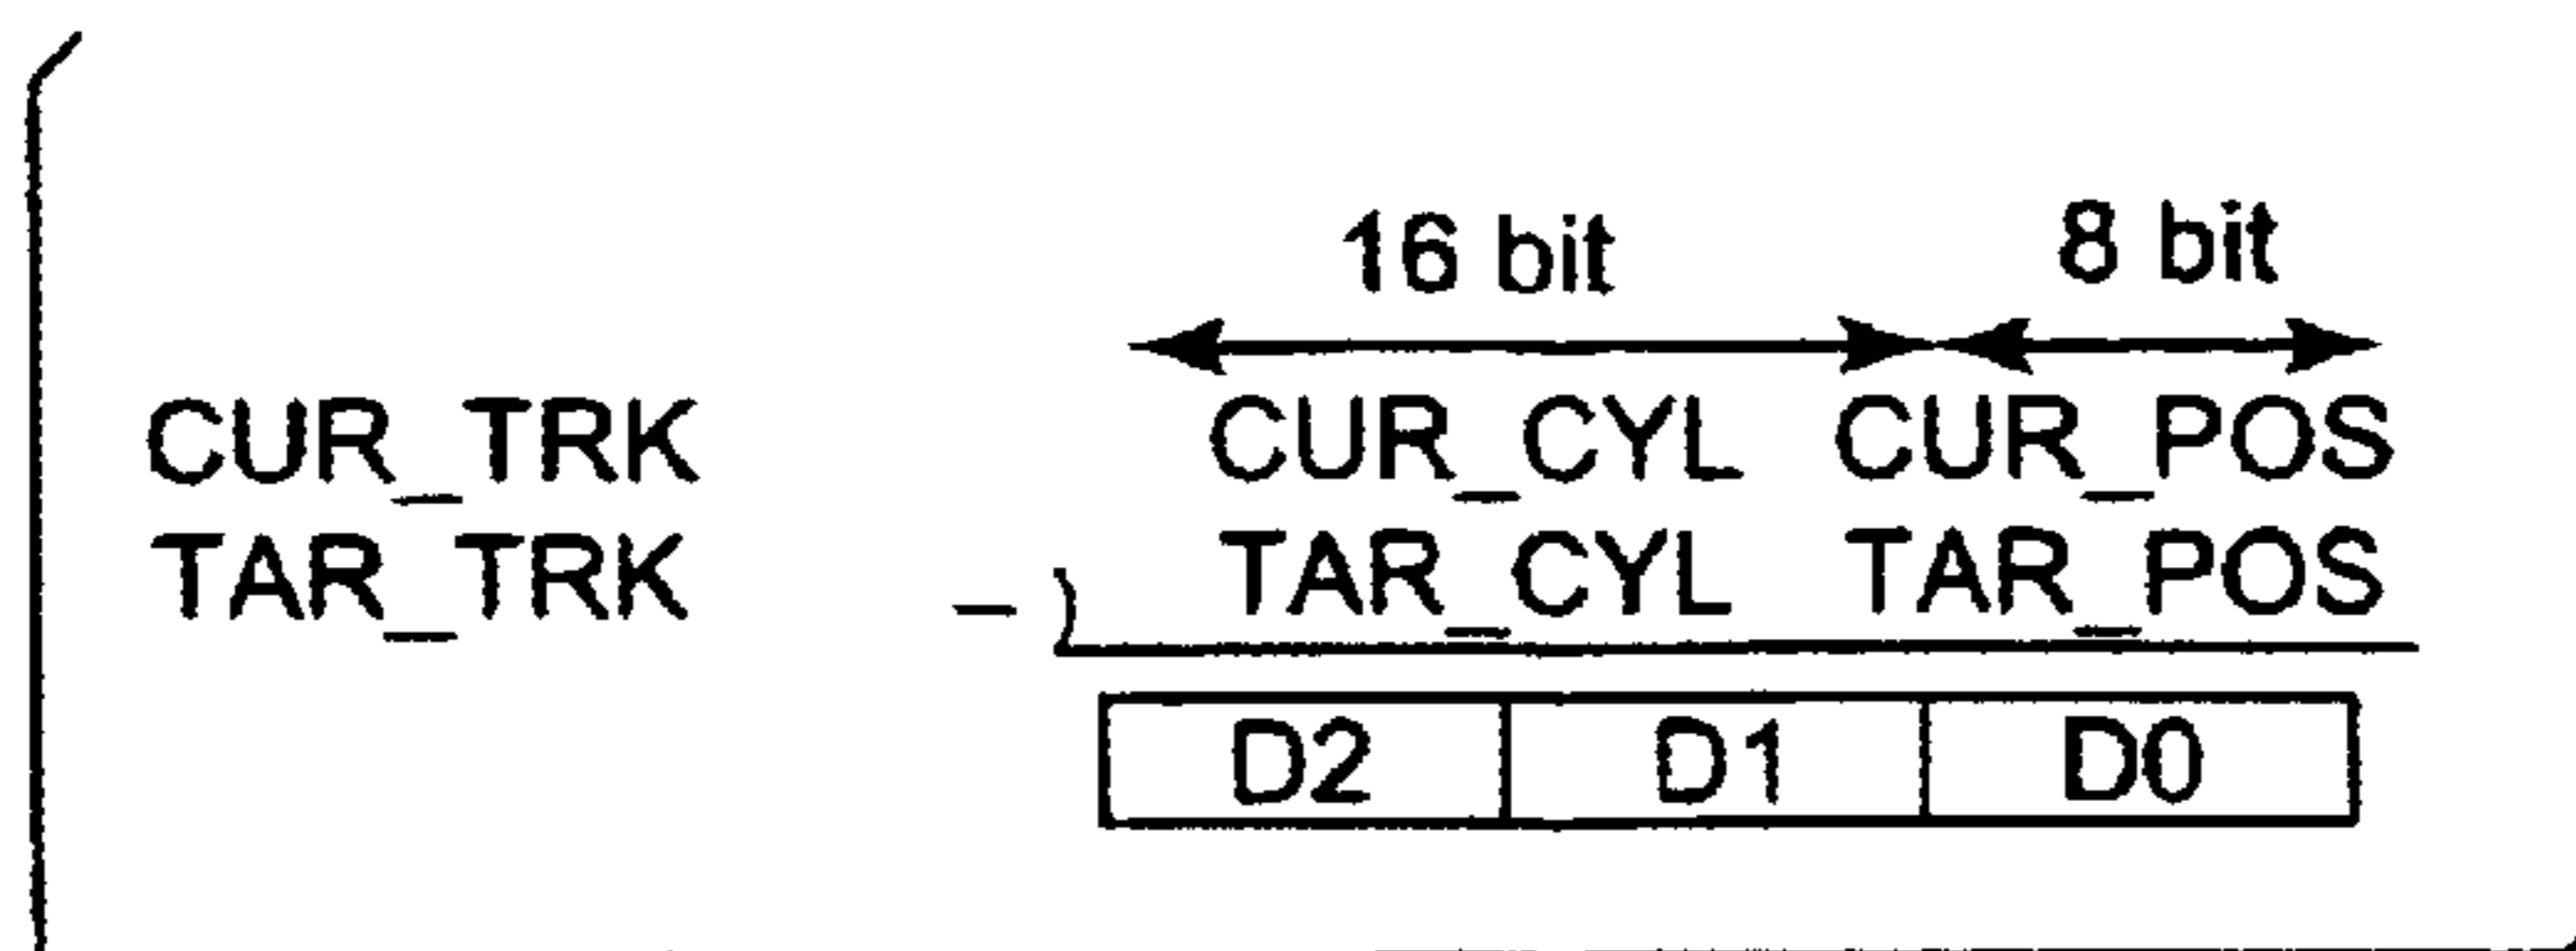 16 bit 8 bit
CUR_TRK CUR_CYL CUR_POS
TAR_TRK - TAR_CYL TAR_POS
D2 D1 D0